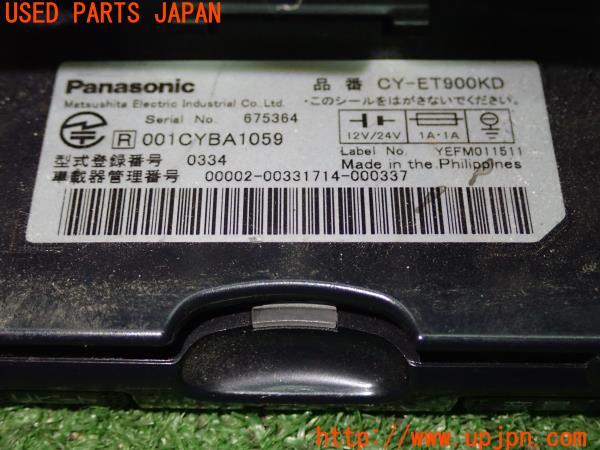 USED PARTS JAPAN
Panasonic
品番 CY-ET900KD
Matsushita Electric Industrial Co.,Ltd.
・このシールをはがさないでください。
Serial No. 675364
R 001CYBA1059
12V/24V 1A・1A
Label No. YEFM011511
型式登録番号 0334
Made in the Philippines
車載器管理番号 00002-00331714-000337
http://www.upjpn.com